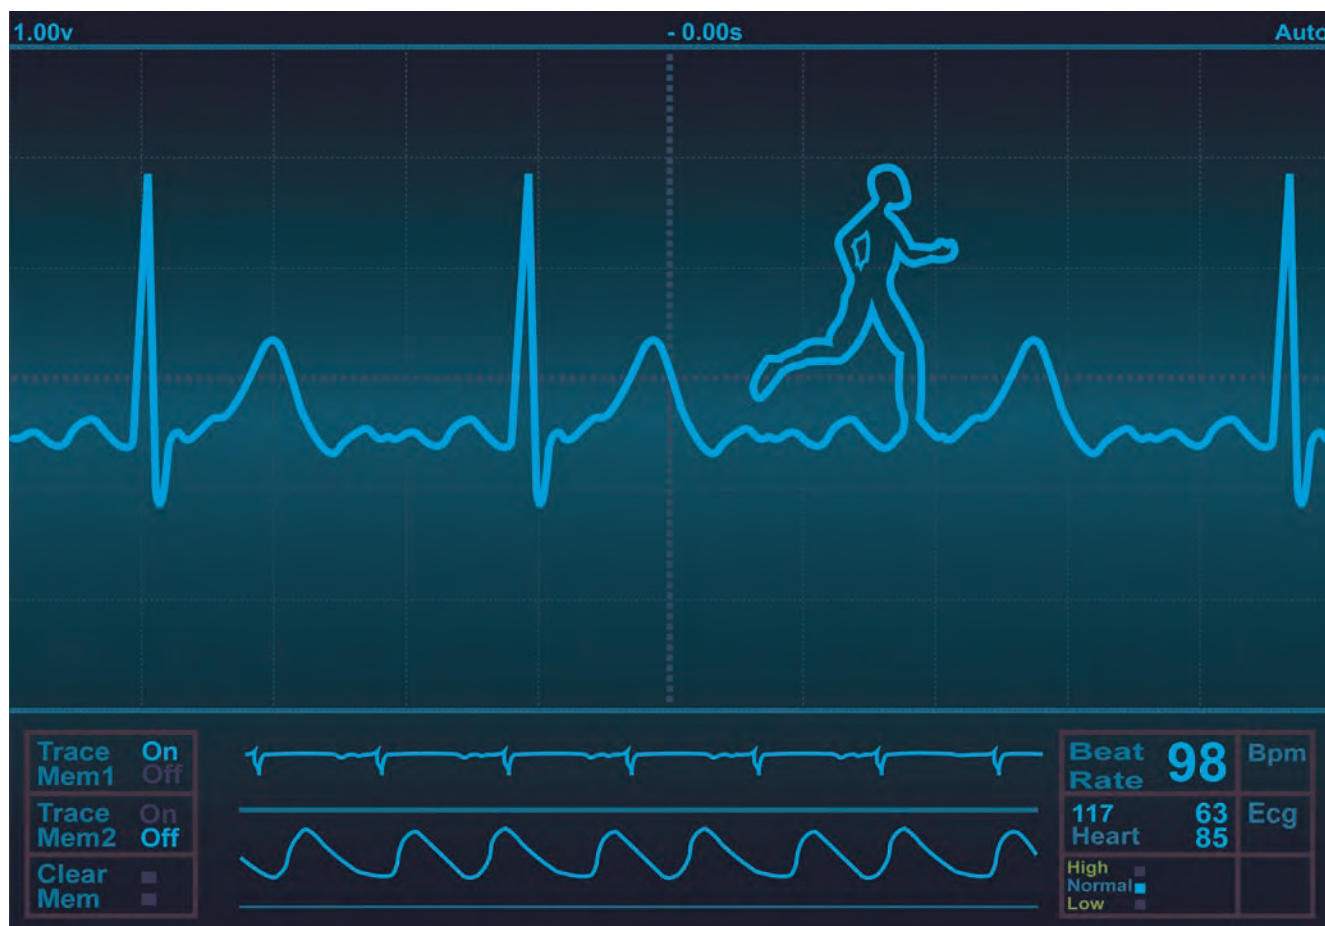 1.00v - 0.00s Auto
Trace On
Mem1 Off
Trace On
Mem2 Off
Clear
Mem
Beat Rate 98 Bpm
117 63 Ecg
Heart 85
High
Normal
Low